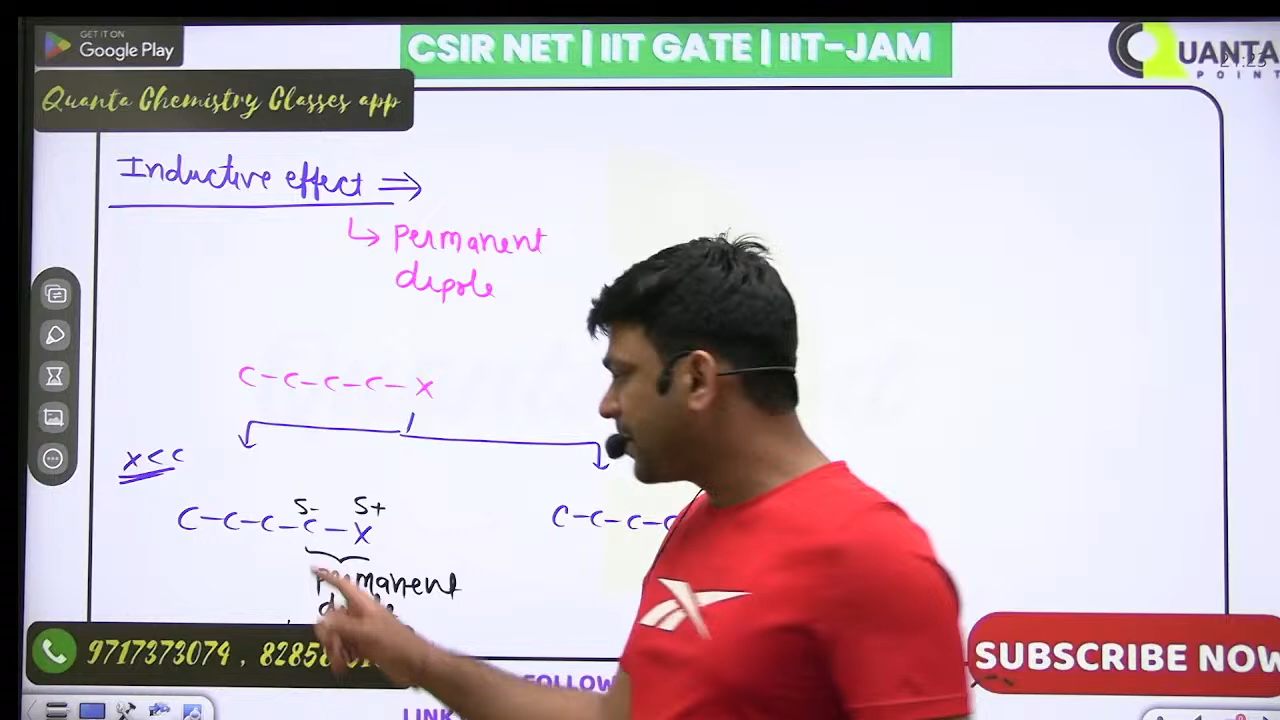 GET IT ON
Google Play
CSIR NET | IIT GATE | IIT-JAM
QUANTA
POINT
Quanta Chemistry Classes app
Inductive effect ⇒
↳ Permanent
dipole
C-C-C-C-X
X<<C
δ- δ+
C-C-C-C-X
C-C-C-C
Permanent
9717373074 , 8285
SUBSCRIBE NOW
FOLLOW
LINK